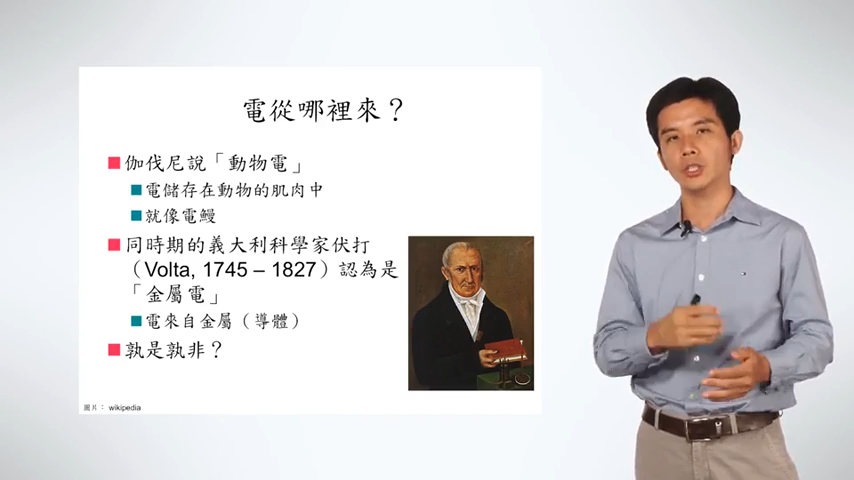 電從哪裡來？
伽伐尼說「動物電」
電儲存在動物的肌肉中
就像電鰻
同時期的義大利科學家伏打
（Volta, 1745 – 1827）認為是
「金屬電」
電來自金屬（導體）
孰是孰非？
圖片： wikipedia